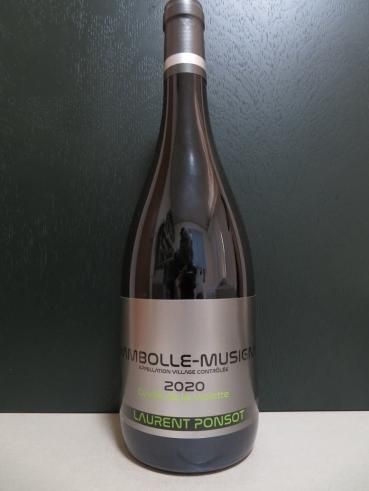 AMBOLLE-MUSIGN
APPELLATION VILLAGE CONTRÔLÉE
2020
Cuvée de la Violette
LAURENT PONSOT